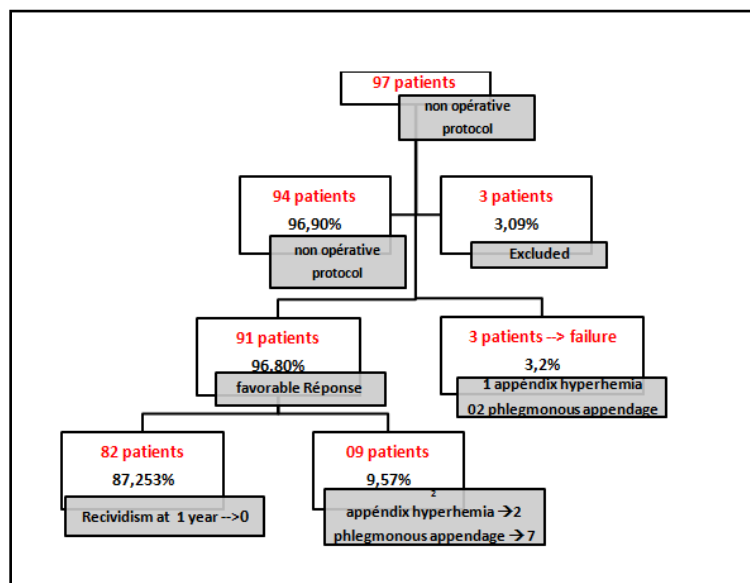 97 patients
non opérative
protocol
94 patients
96,90%
non opérative
protocol
3 patients
3,09%
Excluded
91 patients
96,80%
favorable Réponse
3 patients --> failure
3,2%
1 appéndix hyperhemia
02 phlegmonous appendage
82 patients
87,253%
Recividism at 1 year -->0
09 patients
9,57%
2
appéndix hyperhemia →2
phlegmonous appendage → 7